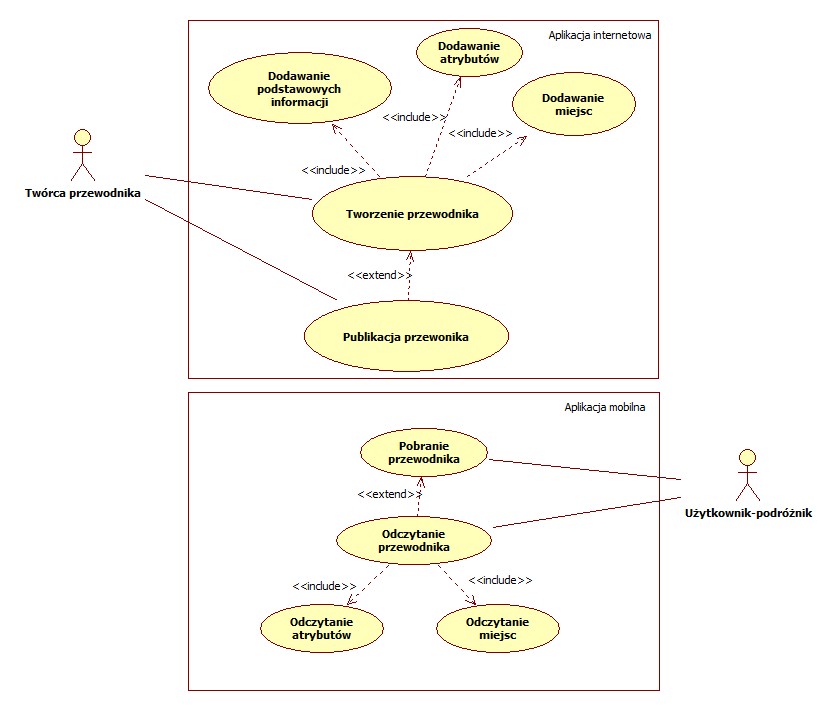 Aplikacja internetowa
Dodawanie
atrybutów
Dodawanie
podstawowych
informacji
Dodawanie
miejsc
<<include>>
<<include>>
<<include>>
Twórca przewodnika
Tworzenie przewodnika
<<extend>>
Publikacja przewonika
Aplikacja mobilna
Pobranie
przewodnika
<<extend>>
Użytkownik-podróżnik
Odczytanie
przewodnika
<<include>>
<<include>>
Odczytanie
atrybutów
Odczytanie
miejsc